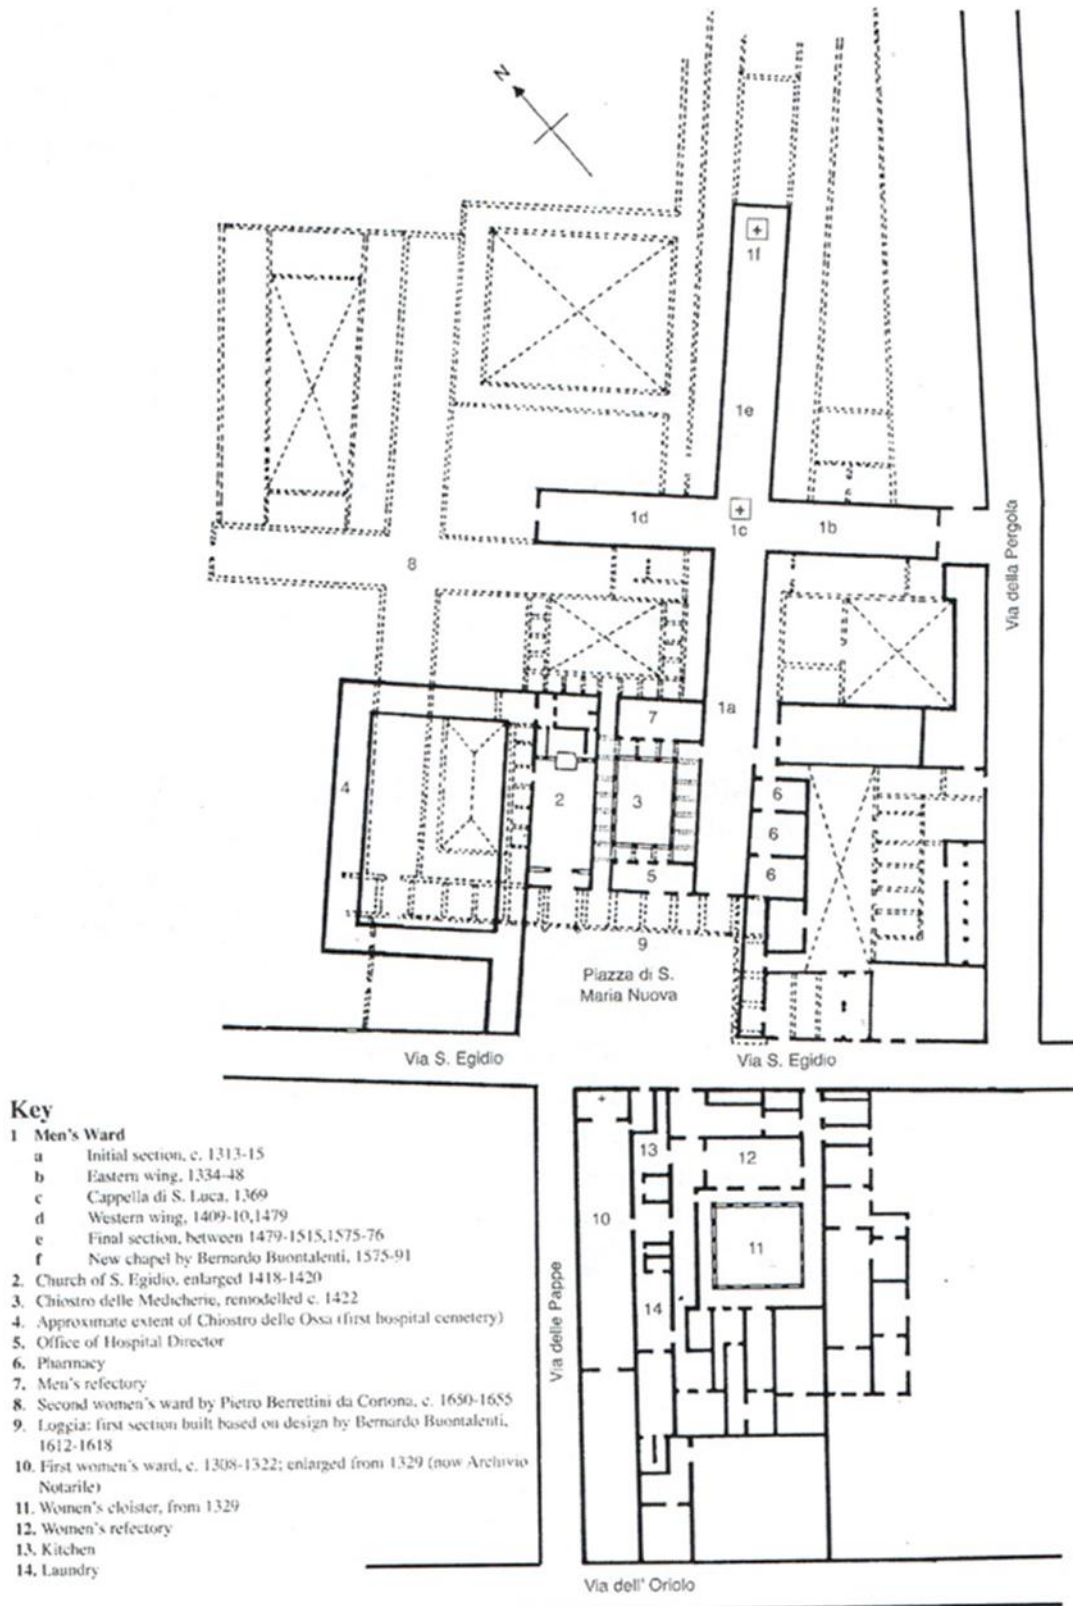 N
1f
1e
1d
1c
1b
8
Via della Pergola
1a
7
4
2
3
6
6
5
6
9
Piazza di S.
Maria Nuova
Via S. Egidio
Via S. Egidio
13
12
10
11
14
Via delle Pappe
Via dell' Oriolo
Key
1 Men's Ward
a Initial section, c. 1313-15
b Eastern wing, 1334-48
c Cappella di S. Luca, 1369
d Western wing, 1409-10,1479
e Final section, between 1479-1515,1575-76
f New chapel by Bernardo Buontalenti, 1575-91
2. Church of S. Egidio, enlarged 1418-1420
3. Chiostro delle Medicherie, remodelled c. 1422
4. Approximate extent of Chiostro delle Ossa (first hospital cemetery)
5. Office of Hospital Director
6. Pharmacy
7. Men's refectory
8. Second women's ward by Pietro Berrettini da Cortona, c. 1650-1655
9. Loggia: first section built based on design by Bernardo Buontalenti,
1612-1618
10. First women's ward, c. 1308-1322; enlarged from 1329 (now Archivio
Notarile)
11. Women's cloister, from 1329
12. Women's refectory
13. Kitchen
14. Laundry